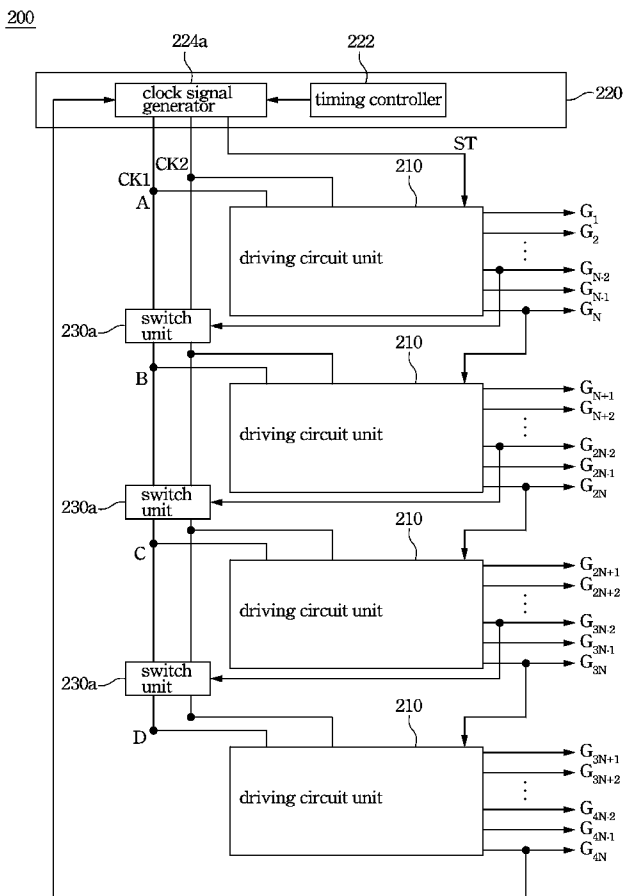 200
224a
222
clock signal
generator
timing controller
220
ST
CK2
CK1
A
210
driving circuit unit
G1
G2
GN-2
GN-1
GN
230a
switch
unit
B
210
driving circuit unit
GN+1
GN+2
G2N-2
G2N-1
G2N
230a
switch
unit
C
210
driving circuit unit
G2N+1
G2N+2
G3N-2
G3N-1
G3N
230a
switch
unit
D
210
driving circuit unit
G3N+1
G3N+2
G4N-2
G4N-1
G4N